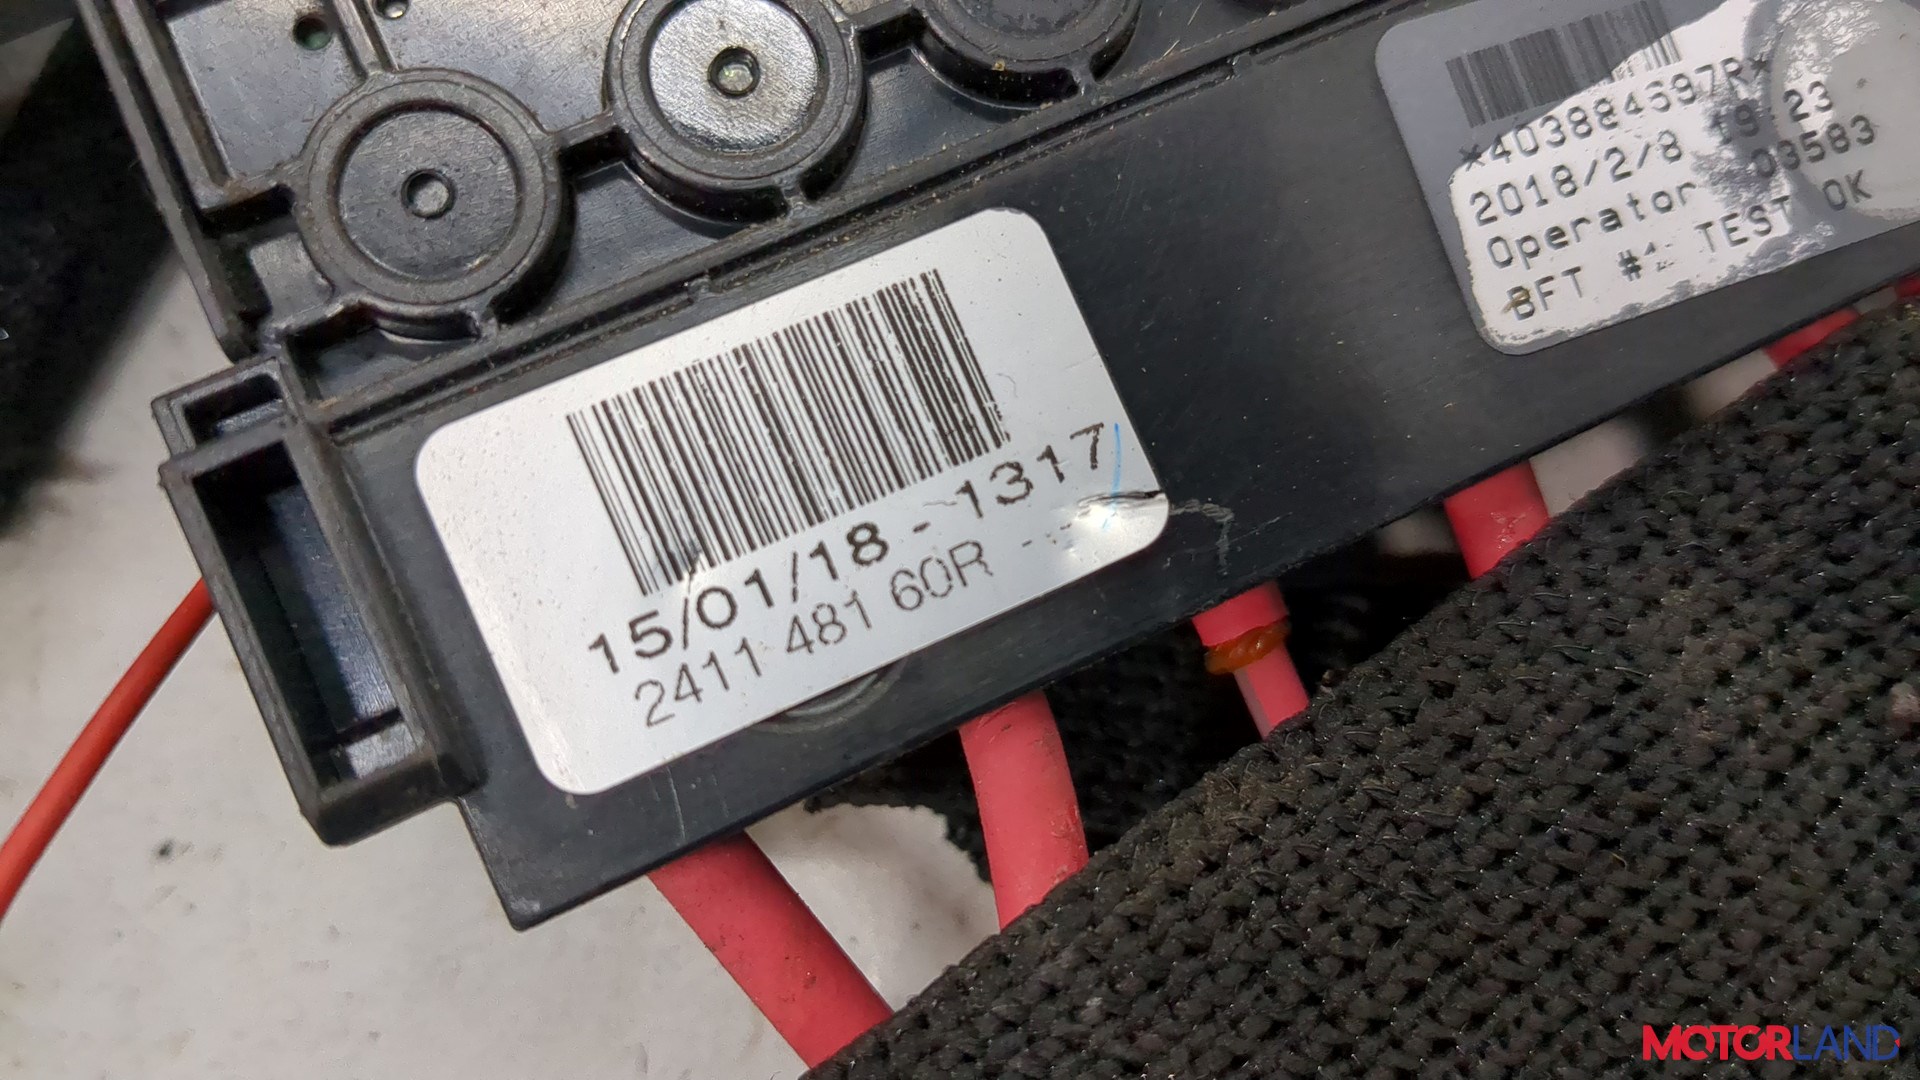 15/01/18 - 1317
2411 481 60R -
*403884697R*
2018/2/8 19:23
Operator 03583
BFT TEST OK
MOTORLAND